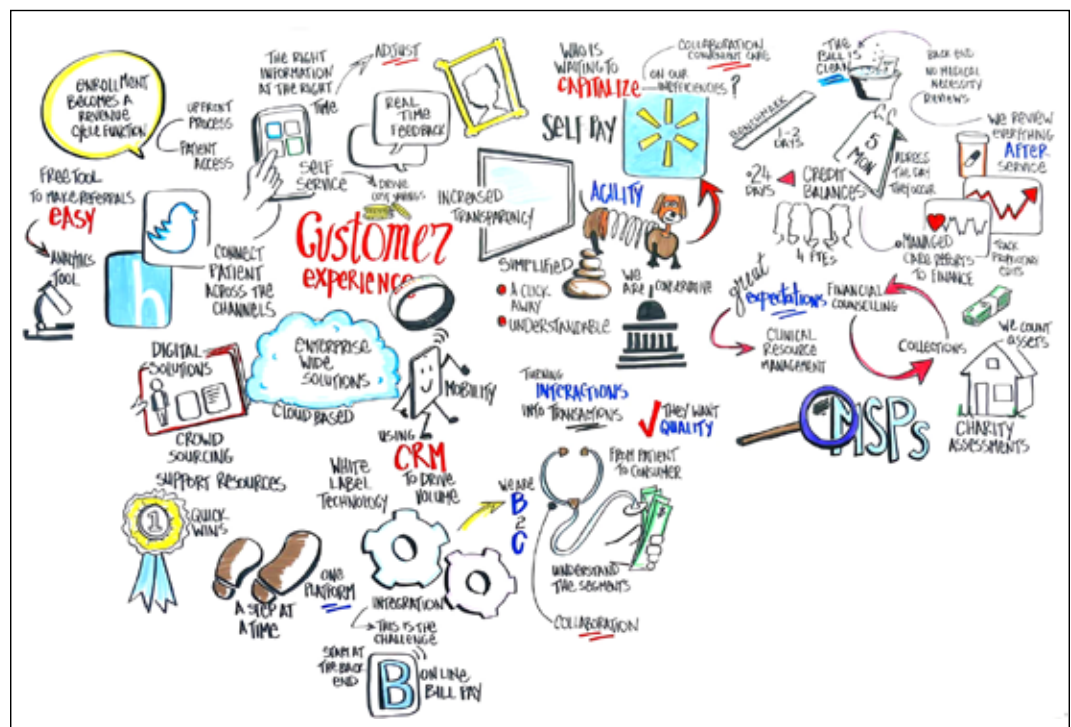 ENROLLMENT
BECOMES A
REVENUE
CYCLE FUNCTION
UPFRONT
PROCESS
PATIENT
ACCESS
THE RIGHT
INFORMATION
AT THE RIGHT
TIME
ADJUST
REAL
TIME
FEEDBACK
SELF
SERVICE
DRIVE
COST SAVINGS
FREE TOOL
TO MAKE REFERRALS
EASY
ANALYTICS
TOOL
h
CONNECT
PATIENT
ACROSS THE
CHANNELS
Customer
EXPERIENCE
INCREASED
TRANSPARENCY
WHO IS
WAITING TO
CAPITALIZE
ON OUR
INEFFICIENCIES?
COLLABORATION
CONVENIENT CARE
SELF PAY
AGILITY
SIMPLIFIED
A CLICK
AWAY
UNDERSTANDABLE
WE
ARE CONSERVATIVE
THE
BILL IS
CLEAN
BACK END
NO MEDICAL
NECESSITY
REVIEWS
BENCHMARK
1-2
DAYS
24
DAYS
CREDIT
BALANCES
5
MON
ADRESS
THE DAY
THEY OCCUR
WE REVIEW
EVERYTHING
AFTER
SERVICE
4 FTES
MANAGED
CARE REPORTS
TO FINANCE
great
expectations
FINANCIAL
COUNSELLING
CLINICAL
RESOURCE
MANAGEMENT
COLLECTIONS
WE COUNT
ASSETS
CHARITY
ASSESSMENTS
MSPs
DIGITAL
SOLUTIONS
CROWD
SOURCING
ENTERPRISE
WIDE
SOLUTIONS
CLOUD BASED
MOBILITY
USING
CRM
TO DRIVE
VOLUME
TURNING
INTERACTIONS
INTO TRANSACTIONS
THEY WANT
QUALITY
FROM PATIENT
TO CONSUMER
SUPPORT RESOURCES
1
QUICK
WINS
WHITE
LABEL
TECHNOLOGY
WE ARE
B
2
C
$
UNDERSTAND
THE SEGMENTS
COLLABORATION
A STEP AT
A TIME
ONE
PLATFORM
INTEGRATION
THIS IS THE
CHALLENGE
START AT
THE BACK
END
B
ONLINE
BILL PAY